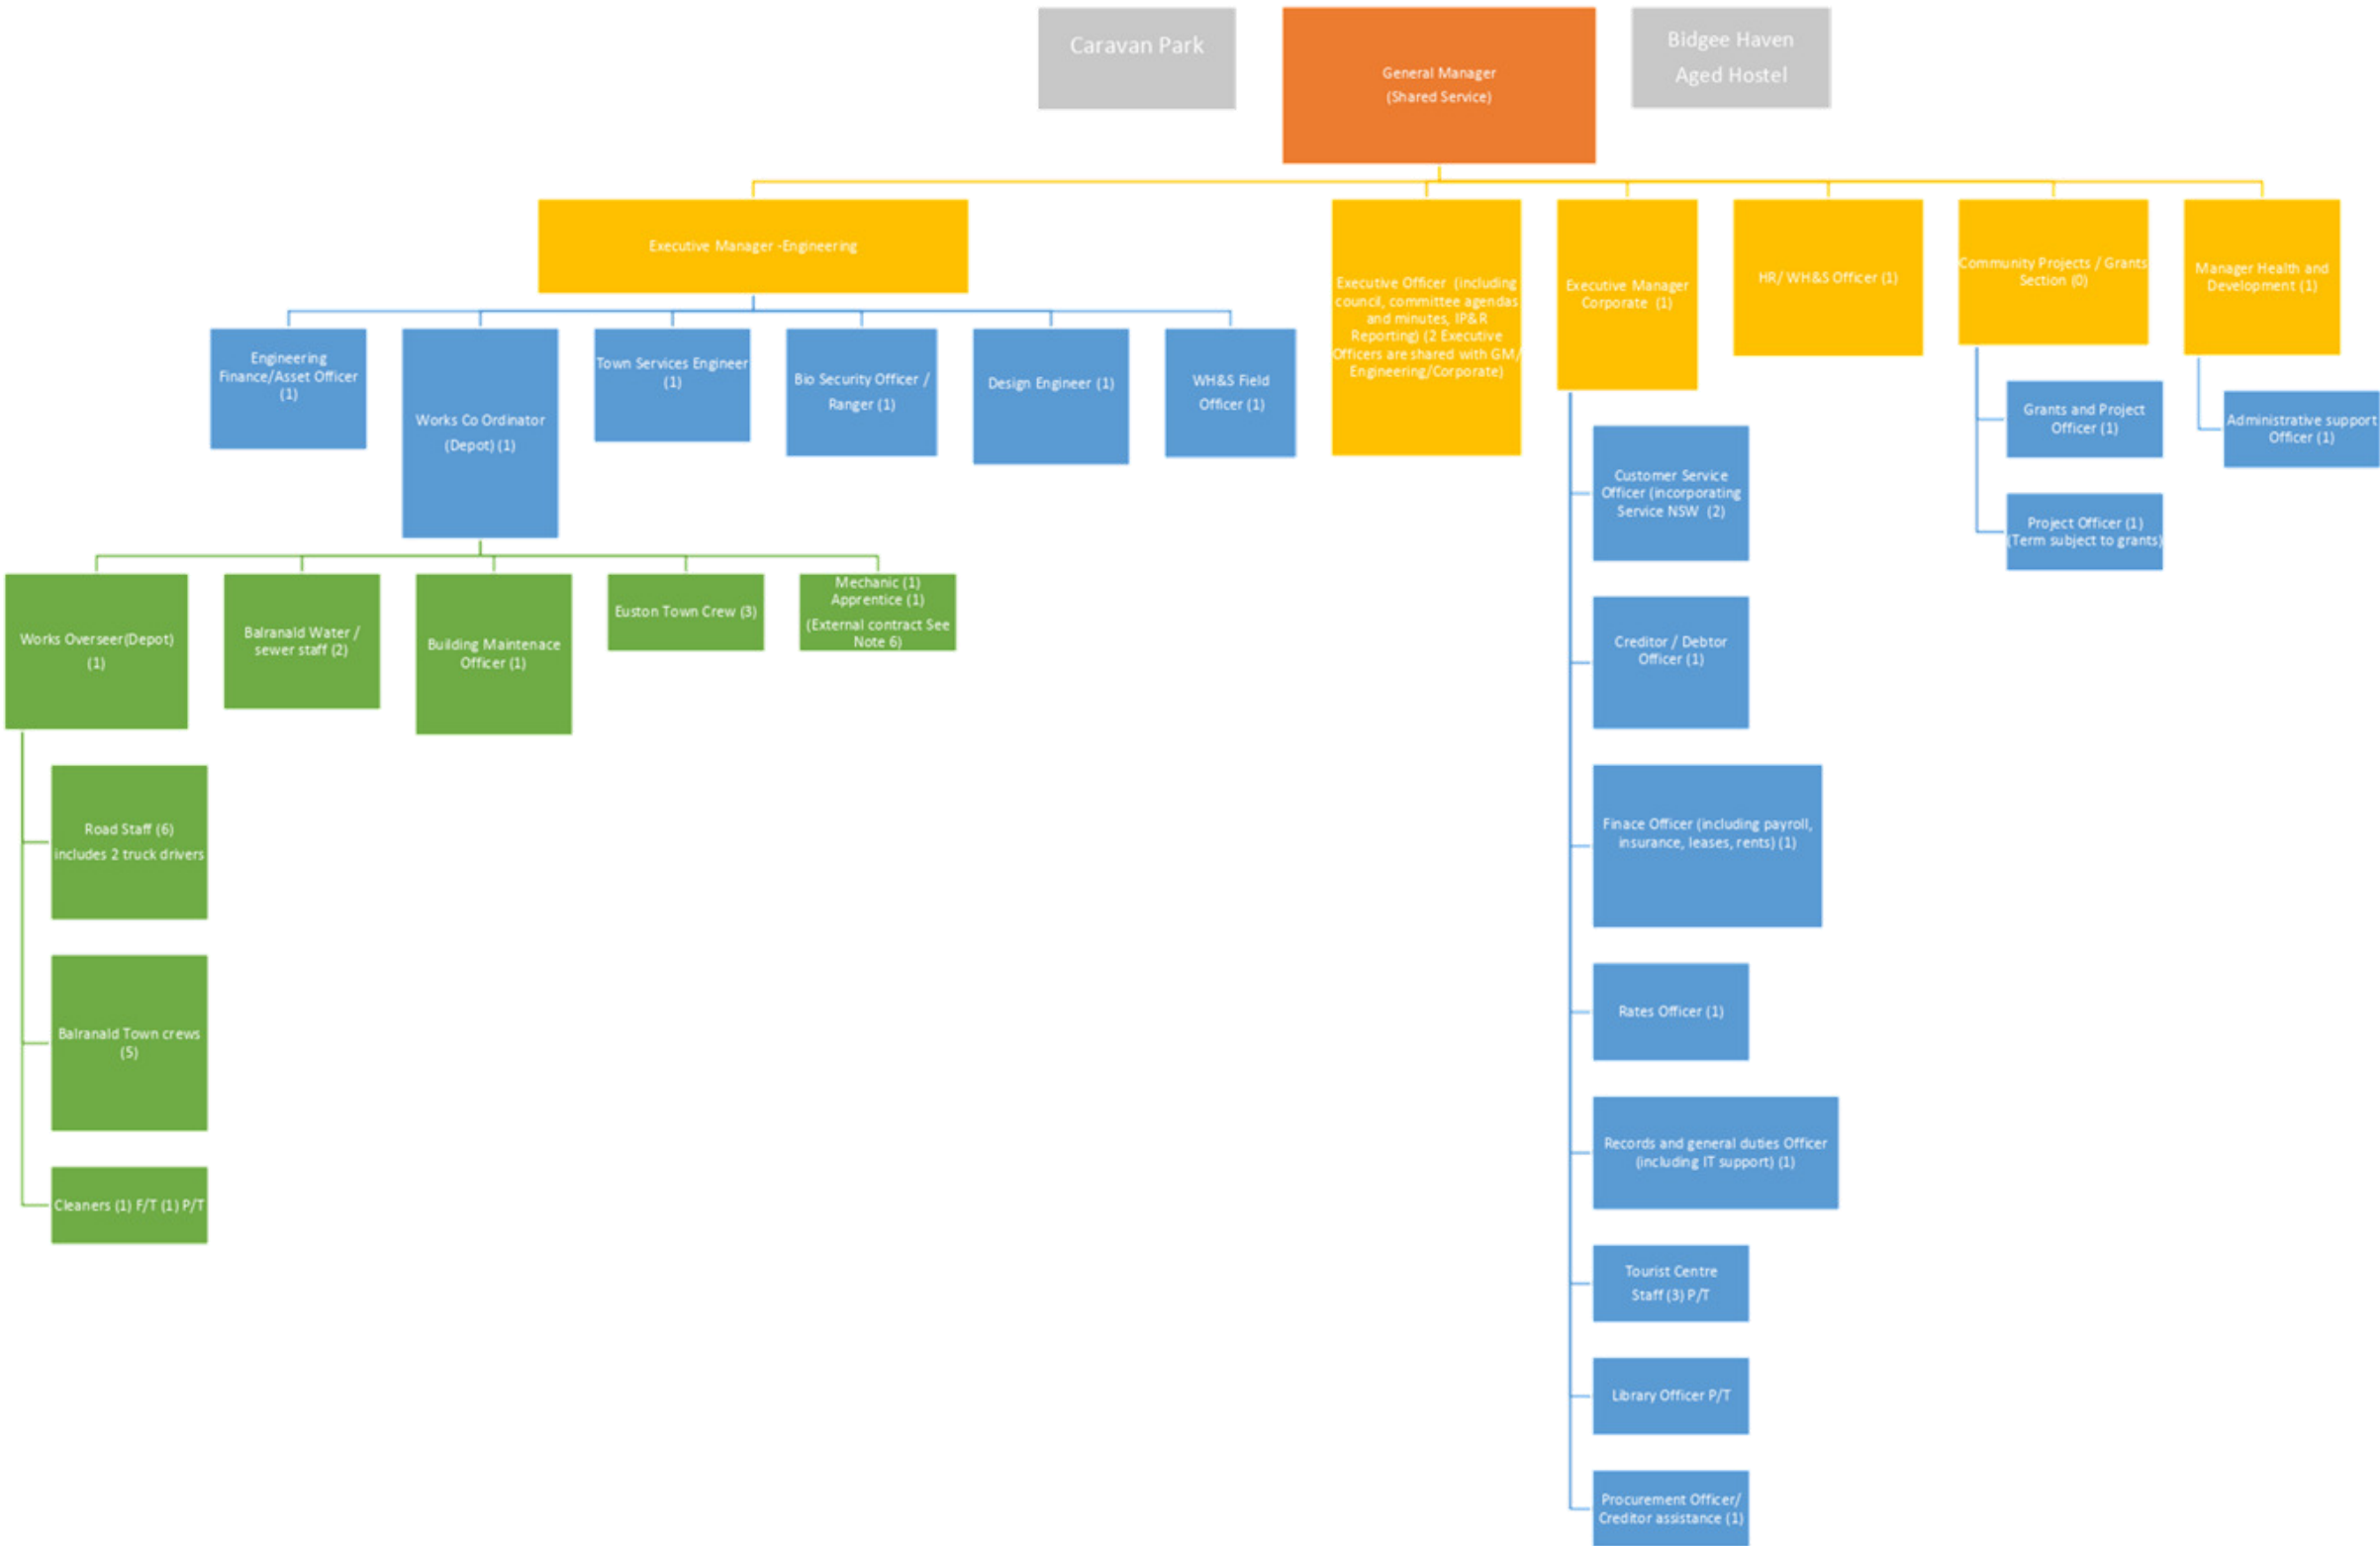 Caravan Park
General Manager
(Shared Service)
Bidgee Haven
Aged Hostel
Executive Manager -Engineering
Executive Officer (including
council, committee agendas
and minutes, IP&R
Reporting) (2 Executive
Officers are shared with GM/
Engineering/Corporate)
Executive Manager
Corporate (1)
HR/ WH&S Officer (1)
Community Projects / Grants
Section (0)
Manager Health and
Development (1)
Engineering
Finance/Asset Officer
(1)
Works Co Ordinator
(Depot) (1)
Town Services Engineer
(1)
Bio Security Officer /
Ranger (1)
Design Engineer (1)
WH&S Field
Officer (1)
Customer Service
Officer (incorporating
Service NSW (2)
Grants and Project
Officer (1)
Administrative support
Officer (1)
Project Officer (1)
(Term subject to grants)
Works Overseer(Depot)
(1)
Balranald Water /
sewer staff (2)
Building Maintenace
Officer (1)
Euston Town Crew (3)
Mechanic (1)
Apprentice (1)
(External contract See
Note 6)
Creditor / Debtor
Officer (1)
Road Staff (6)
includes 2 truck drivers
Finace Officer (including payroll,
insurance, leases, rents) (1)
Balranald Town crews
(5)
Rates Officer (1)
Cleaners (1) F/T (1) P/T
Records and general duties Officer
(including IT support) (1)
Tourist Centre
Staff (3) P/T
Library Officer P/T
Procurement Officer/
Creditor assistance (1)